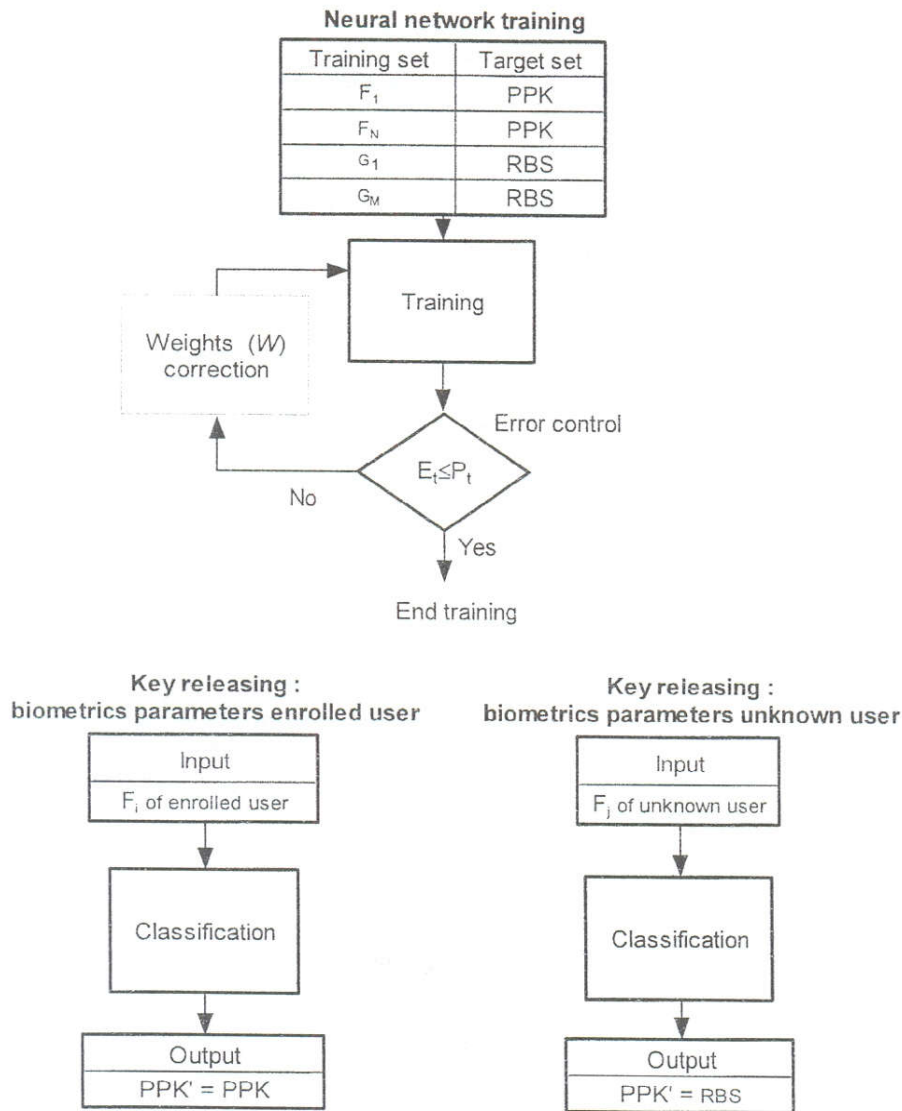 Neural network training
Training set Target set
F1 PPK
FN PPK
G1 RBS
GM RBS
Training
Weights (W)
correction
Error control
Et≤Pt
No
Yes
End training
Key releasing :
biometrics parameters enrolled user
Input
Fi of enrolled user
Classification
Output
PPK' = PPK
Key releasing :
biometrics parameters unknown user
Input
Fj of unknown user
Classification
Output
PPK' = RBS